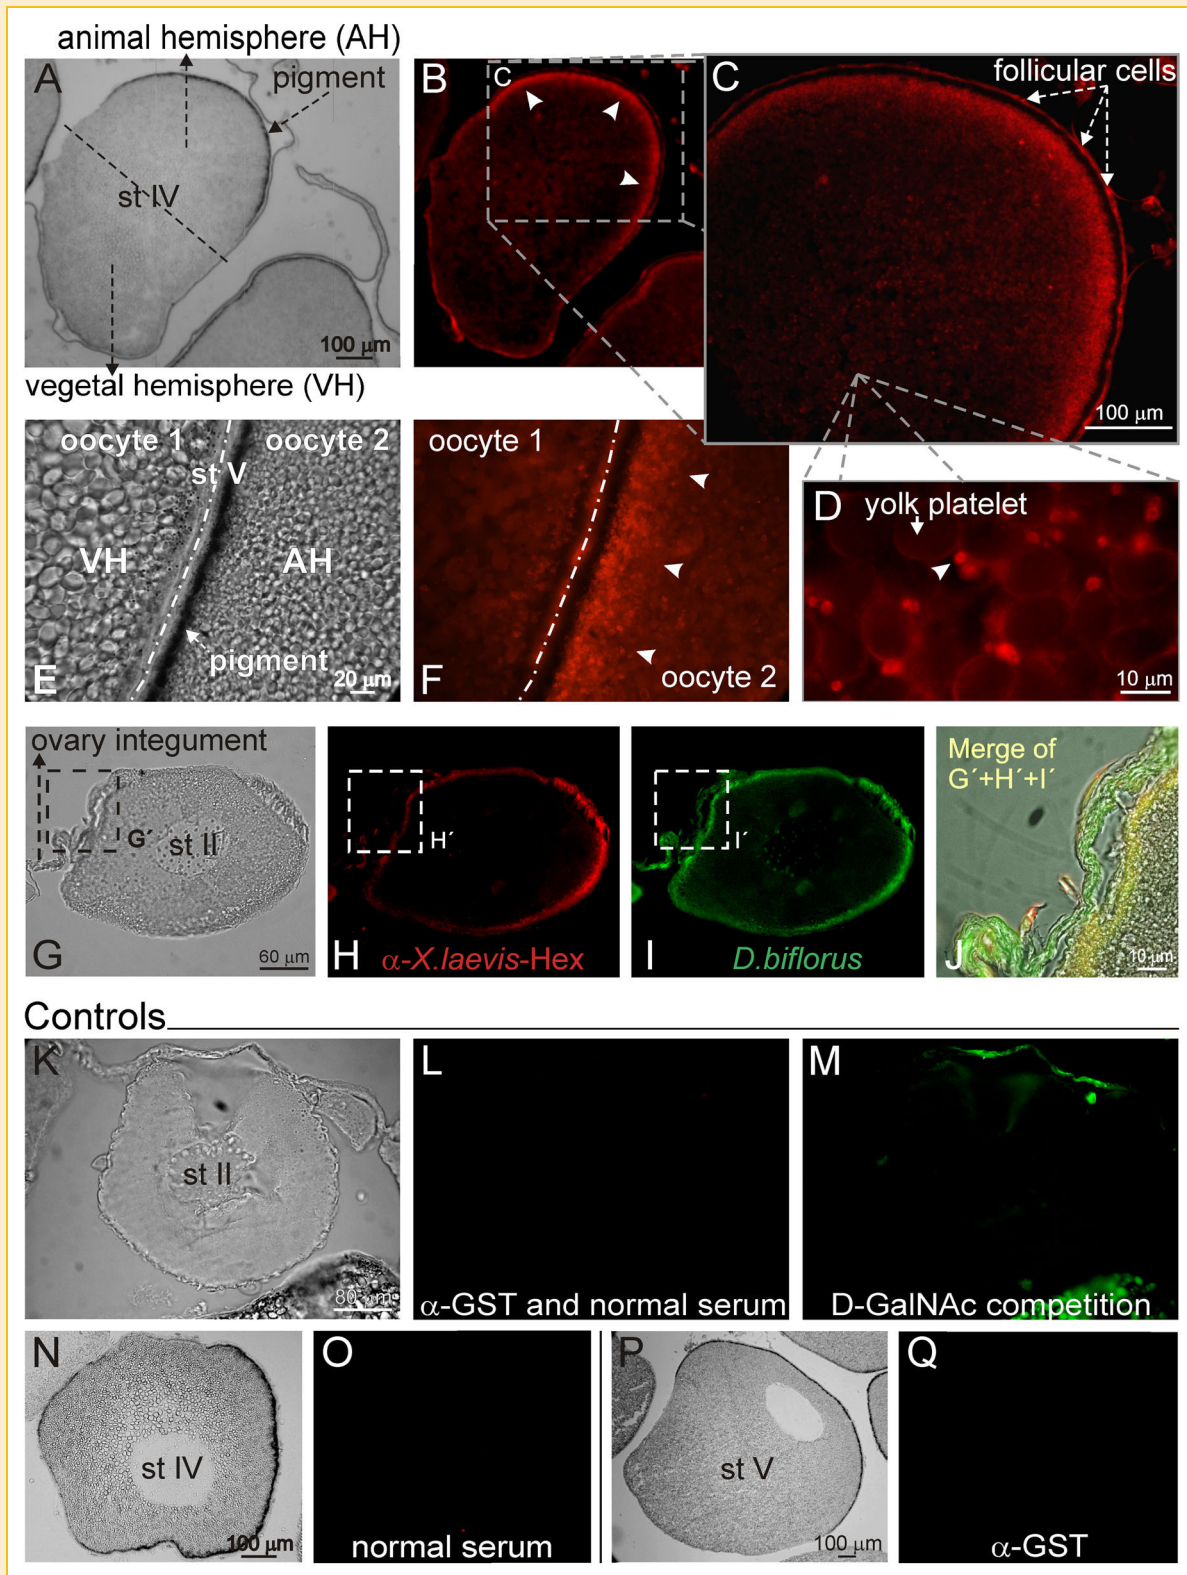 animal hemisphere (AH)
A
pigment
st IV
100 µm
vegetal hemisphere (VH)
B
C
C
follicular cells
100 µm
D
yolk platelet
10 µm
oocyte 1
oocyte 2
st V
VH
AH
pigment
E
20 µm
oocyte 1
F
oocyte 2
ovary integument
G´
st II
G
60 µm
H´
H
α-X.laevis-Hex
I´
I
D.biflorus
Merge of
G´+H´+I´
J
10 µm
Controls
K
st II
80 µm
L
α-GST and normal serum
M
D-GalNAc competition
N
st IV
100 µm
O
normal serum
P
st V
100 µm
Q
α-GST